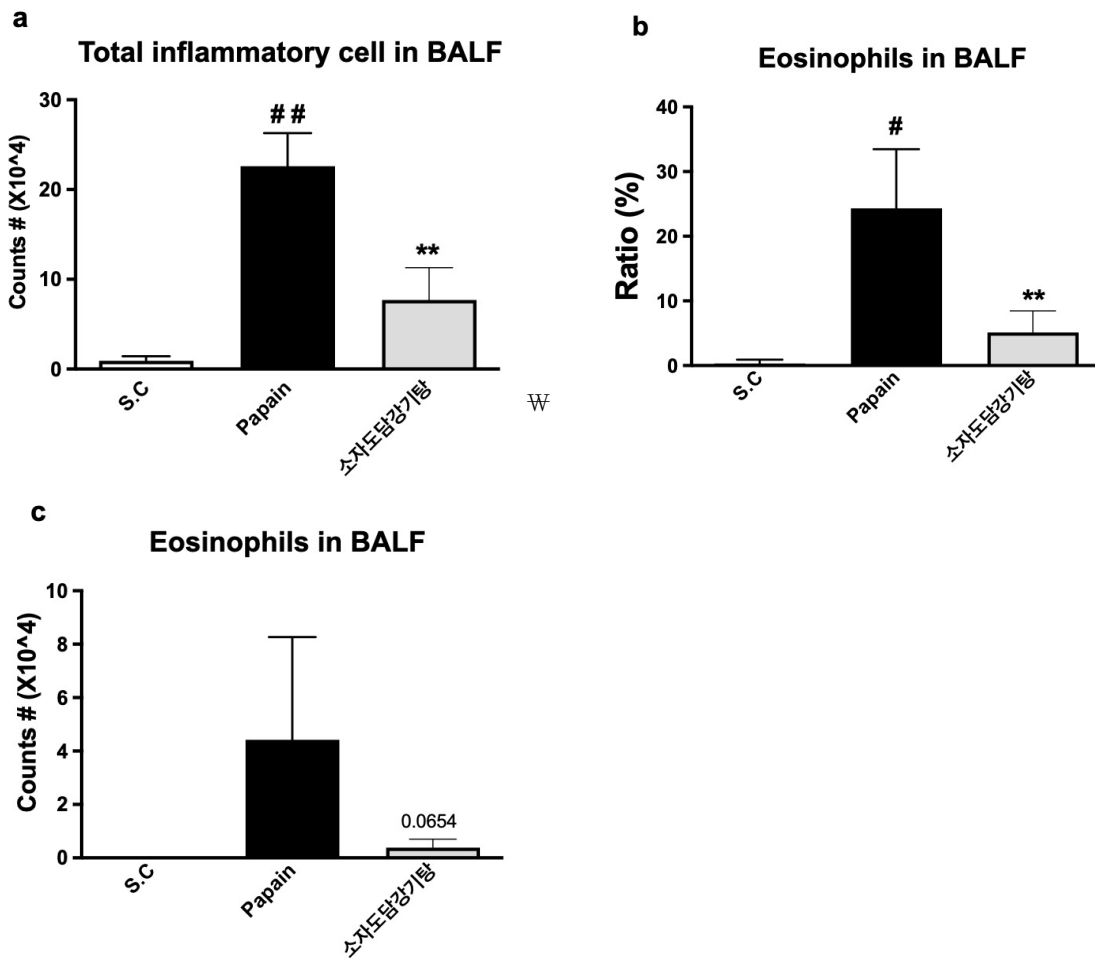 a
Total inflammatory cell in BALF
Counts # (X10^4)
30
20
10
0
##
**
S.C
Papain
소자도담강기탕
₩
b
Eosinophils in BALF
Ratio (%)
40
30
20
10
0
#
**
S.C
Papain
소자도담강기탕
c
Eosinophils in BALF
Counts # (X10^4)
10
8
6
4
2
0
0.0654
S.C
Papain
소자도담강기탕